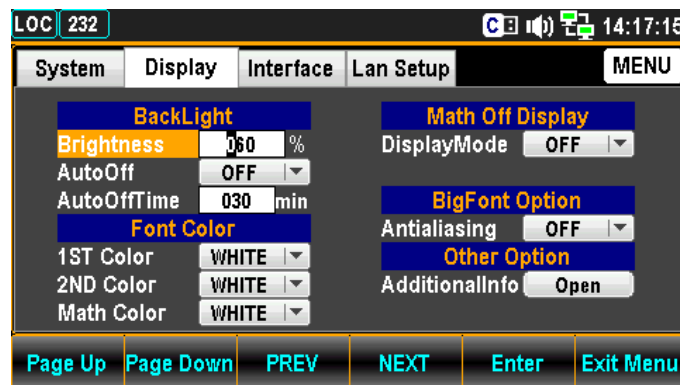 LOC 232 C 14:17:15
System Display Interface Lan Setup MENU
BackLight
Brightness 060 %
AutoOff OFF
AutoOffTime 030 min
Font Color
1ST Color WHITE
2ND Color WHITE
Math Color WHITE
Math Off Display
DisplayMode OFF
BigFont Option
Antialiasing OFF
Other Option
AdditionalInfo Open
Page Up Page Down PREV NEXT Enter Exit Menu